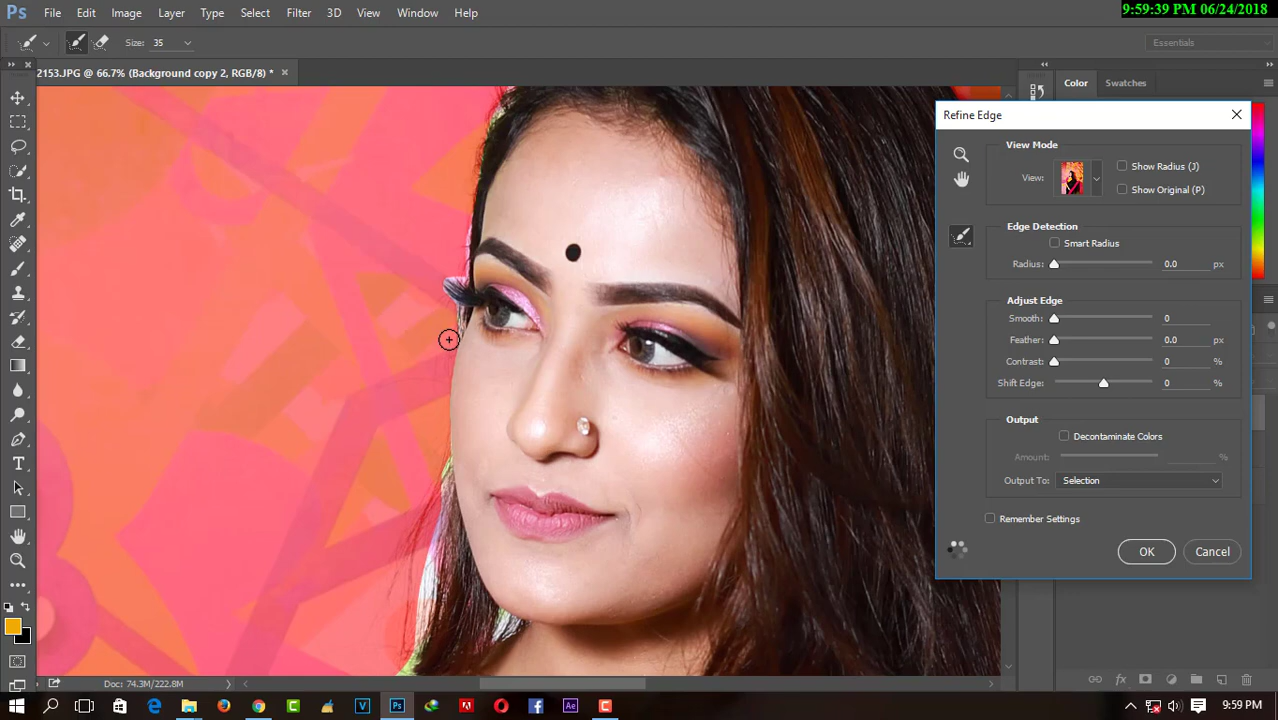 Ps File Edit Image Layer Type Select Filter 3D View Window Help
9:59:39 PM 06/24/2018
Size: 35
Essentials
2153.JPG @ 66.7% (Background copy 2, RGB/8) *
Color Swatches
Refine Edge
View Mode
View:
Show Radius (J)
Show Original (P)
Edge Detection
Smart Radius
Radius: 0.0 px
Adjust Edge
Smooth: 0
Feather: 0.0 px
Contrast: 0 %
Shift Edge: 0 %
Output
Decontaminate Colors
Amount: %
Output To: Selection
Remember Settings
OK Cancel
Doc: 74.3M/222.8M
9:59 PM